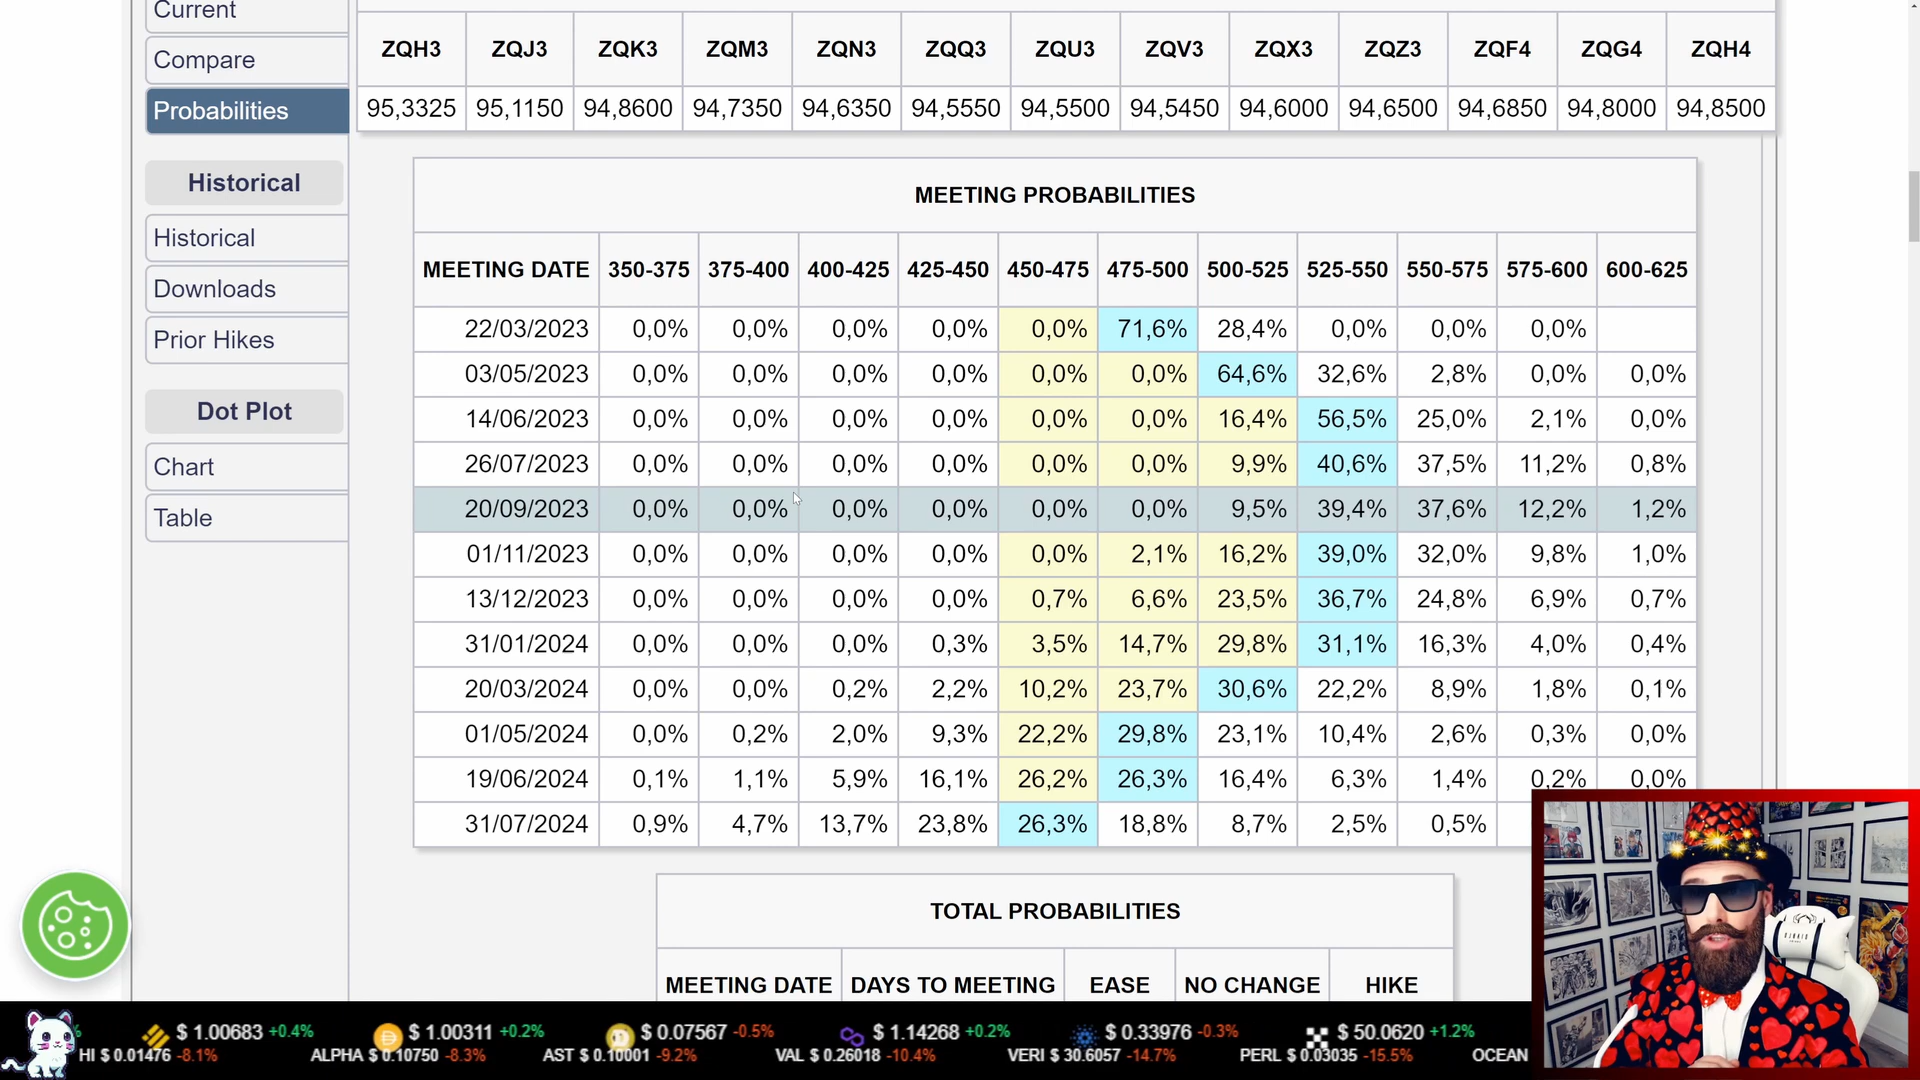 Current
Compare
Probabilities
Historical
Historical
Downloads
Prior Hikes
Dot Plot
Chart
Table
ZQH3 ZQJ3 ZQK3 ZQM3 ZQN3 ZQQ3 ZQU3 ZQV3 ZQX3 ZQZ3 ZQF4 ZQG4 ZQH4
95,3325 95,1150 94,8600 94,7350 94,6350 94,5550 94,5500 94,5450 94,6000 94,6500 94,6850 94,8000 94,8500
MEETING PROBABILITIES
MEETING DATE 350-375 375-400 400-425 425-450 450-475 475-500 500-525 525-550 550-575 575-600 600-625
22/03/2023 0,0% 0,0% 0,0% 0,0% 0,0% 71,6% 28,4% 0,0% 0,0% 0,0%
03/05/2023 0,0% 0,0% 0,0% 0,0% 0,0% 0,0% 64,6% 32,6% 2,8% 0,0% 0,0%
14/06/2023 0,0% 0,0% 0,0% 0,0% 0,0% 0,0% 16,4% 56,5% 25,0% 2,1% 0,0%
26/07/2023 0,0% 0,0% 0,0% 0,0% 0,0% 0,0% 9,9% 40,6% 37,5% 11,2% 0,8%
20/09/2023 0,0% 0,0% 0,0% 0,0% 0,0% 0,0% 9,5% 39,4% 37,6% 12,2% 1,2%
01/11/2023 0,0% 0,0% 0,0% 0,0% 0,0% 2,1% 16,2% 39,0% 32,0% 9,8% 1,0%
13/12/2023 0,0% 0,0% 0,0% 0,0% 0,7% 6,6% 23,5% 36,7% 24,8% 6,9% 0,7%
31/01/2024 0,0% 0,0% 0,0% 0,3% 3,5% 14,7% 29,8% 31,1% 16,3% 4,0% 0,4%
20/03/2024 0,0% 0,0% 0,2% 2,2% 10,2% 23,7% 30,6% 22,2% 8,9% 1,8% 0,1%
01/05/2024 0,0% 0,2% 2,0% 9,3% 22,2% 29,8% 23,1% 10,4% 2,6% 0,3% 0,0%
19/06/2024 0,1% 1,1% 5,9% 16,1% 26,2% 26,3% 16,4% 6,3% 1,4% 0,2% 0,0%
31/07/2024 0,9% 4,7% 13,7% 23,8% 26,3% 18,8% 8,7% 2,5% 0,5%
TOTAL PROBABILITIES
MEETING DATE DAYS TO MEETING EASE NO CHANGE HIKE
$ 1.00683 +0.4% $ 1.00311 +0.2% $ 0.07567 -0.5% $ 1.14268 +0.2% $ 0.33976 -0.3% $ 50.0620 +1.2%
HI $ 0.01476 -8.1% ALPHA $ 0.10750 -8.3% AST $ 0.10001 -9.2% VAL $ 0.26018 -10.4% VERI $ 30.6057 -14.7% PERL $ 0.03035 -15.5% OCEAN